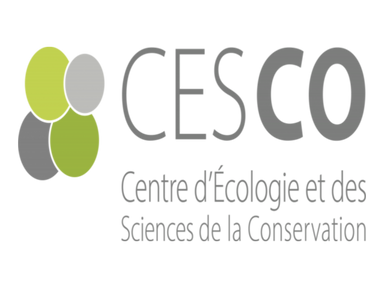 CESCO
Centre d'Écologie et des
Sciences de la Conservation